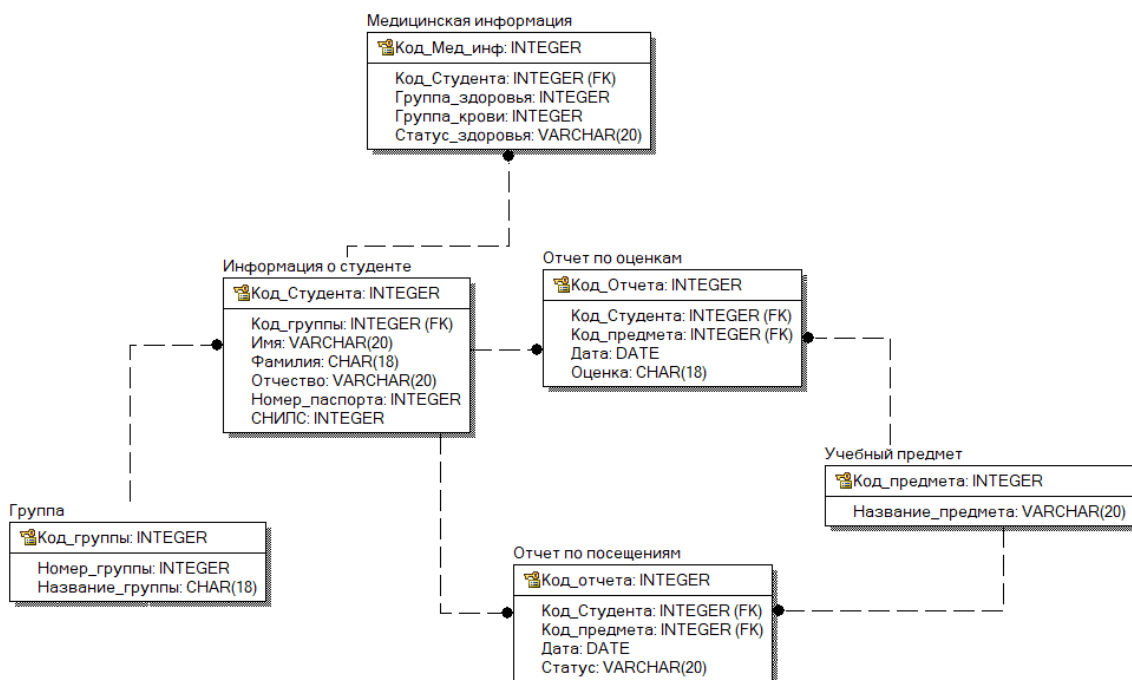 Медицинская информация
Код_Мед_инф: INTEGER
Код_Студента: INTEGER (FK)
Группа_здоровья: INTEGER
Группа_крови: INTEGER
Статус_здоровья: VARCHAR(20)
Информация о студенте
Код_Студента: INTEGER
Код_группы: INTEGER (FK)
Имя: VARCHAR(20)
Фамилия: CHAR(18)
Отчество: VARCHAR(20)
Номер_паспорта: INTEGER
СНИЛС: INTEGER
Отчет по оценкам
Код_Отчета: INTEGER
Код_Студента: INTEGER (FK)
Код_предмета: INTEGER (FK)
Дата: DATE
Оценка: CHAR(18)
Учебный предмет
Код_предмета: INTEGER
Название_предмета: VARCHAR(20)
Группа
Код_группы: INTEGER
Номер_группы: INTEGER
Название_группы: CHAR(18)
Отчет по посещениям
Код_отчета: INTEGER
Код_Студента: INTEGER (FK)
Код_предмета: INTEGER (FK)
Дата: DATE
Статус: VARCHAR(20)